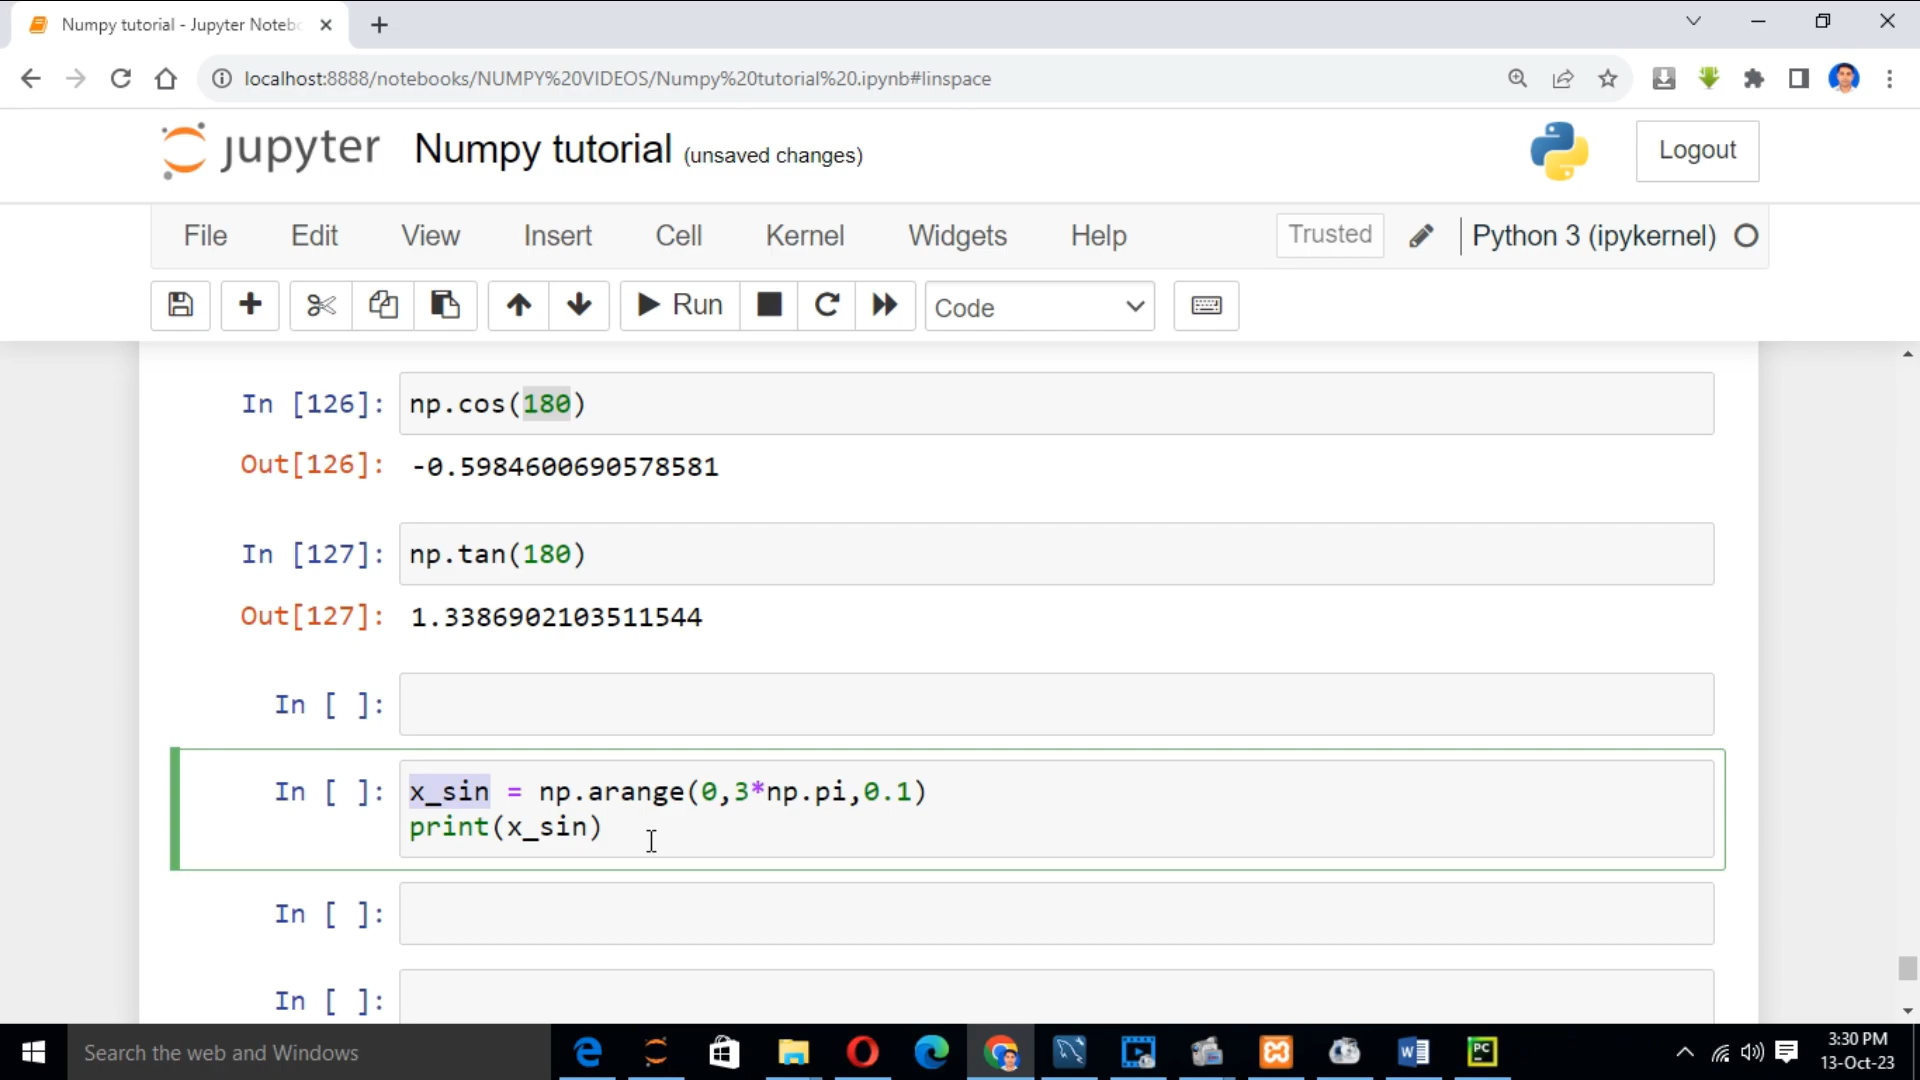 Numpy tutorial - Jupyter Noteb
localhost:8888/notebooks/NUMPY%20VIDEOS/Numpy%20tutorial%20.ipynb#linspace
jupyter Numpy tutorial (unsaved changes)
Logout
File Edit View Insert Cell Kernel Widgets Help Trusted Python 3 (ipykernel)
Run Code
In [126]: np.cos(180)
Out[126]: -0.5984600690578581
In [127]: np.tan(180)
Out[127]: 1.3386902103511544
In [ ]:
In [ ]: x_sin = np.arange(0,3*np.pi,0.1)
print(x_sin)
In [ ]:
In [ ]:
Search the web and Windows
PC
3:30 PM
13-Oct-23